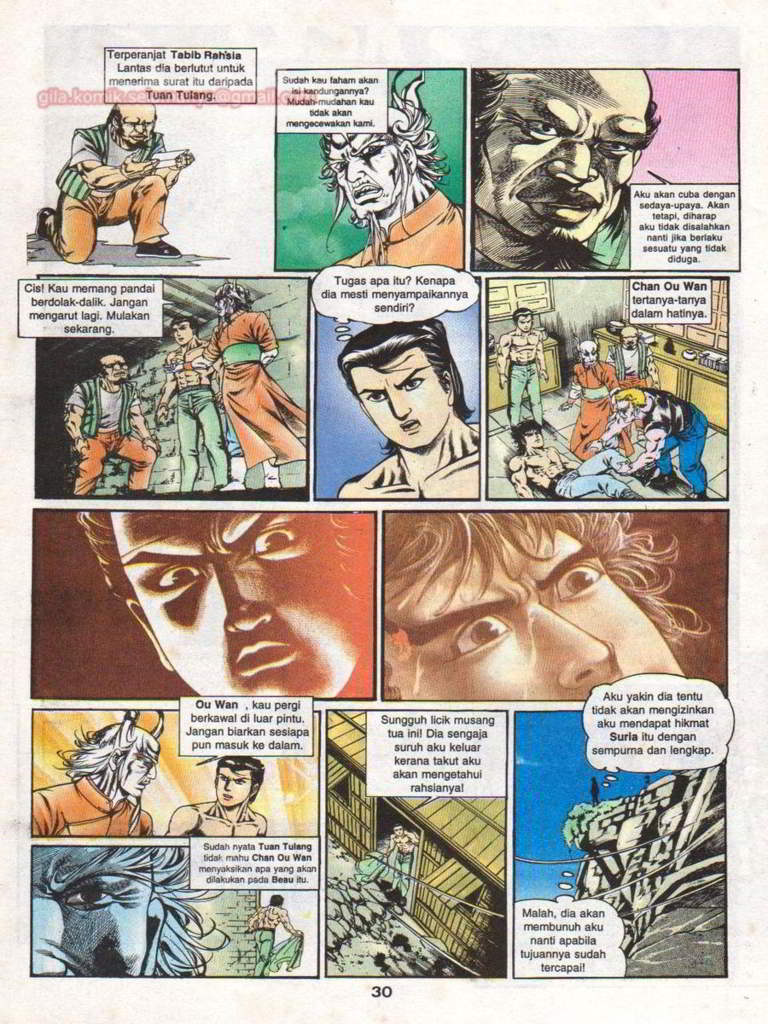 Terperanjat Tabib Rahsia
Lantas dia berlutut untuk
menerima surat itu daripada
Tuan Tulang.
Sudah kau faham akan
isi kandungannya?
Mudah-mudahan kau
tidak akan
mengecewakan kami.
Aku akan cuba dengan
sedaya-upaya. Akan
tetapi, diharap
aku tidak disalahkan
nanti jika berlaku
sesuatu yang tidak
diduga.
Cis! Kau memang pandai
berdolak-dalik. Jangan
mengarut lagi. Mulakan
sekarang.
Tugas apa itu? Kenapa
dia mesti menyampaikannya
sendiri?
Chan Ou Wan
tertanya-tanya
dalam hatinya.
Ou Wan , kau pergi
berkawal di luar pintu.
Jangan biarkan sesiapa
pun masuk ke dalam.
Sudah nyata Tuan Tulang
tidak mahu Chan Ou Wan
menyaksikan apa yang akan
dilakukan pada Beau itu.
Sungguh licik musang
tua ini! Dia sengaja
suruh aku keluar
kerana takut aku
akan mengetahui
rahsianya!
Aku yakin dia tentu
tidak akan mengizinkan
aku mendapat hikmat
Suria itu dengan
sempurna dan lengkap.
Malah, dia akan
membunuh aku
nanti apabila
tujuannya sudah
tercapai!
30